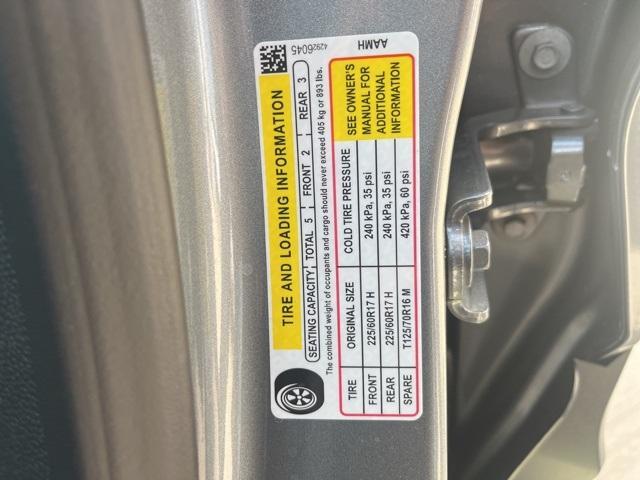 42926045 AAMH
TIRE AND LOADING INFORMATION
SEATING CAPACITY TOTAL 5 FRONT 2 REAR 3
The combined weight of occupants and cargo should never exceed 405 kg or 893 lbs.
TIRE ORIGINAL SIZE COLD TIRE PRESSURE
FRONT 225/60R17 H 240 kPa, 35 psi
REAR 225/60R17 H 240 kPa, 35 psi
SPARE T125/70R16 M 420 kPa, 60 psi
SEE OWNER'S
MANUAL FOR
ADDITIONAL
INFORMATION